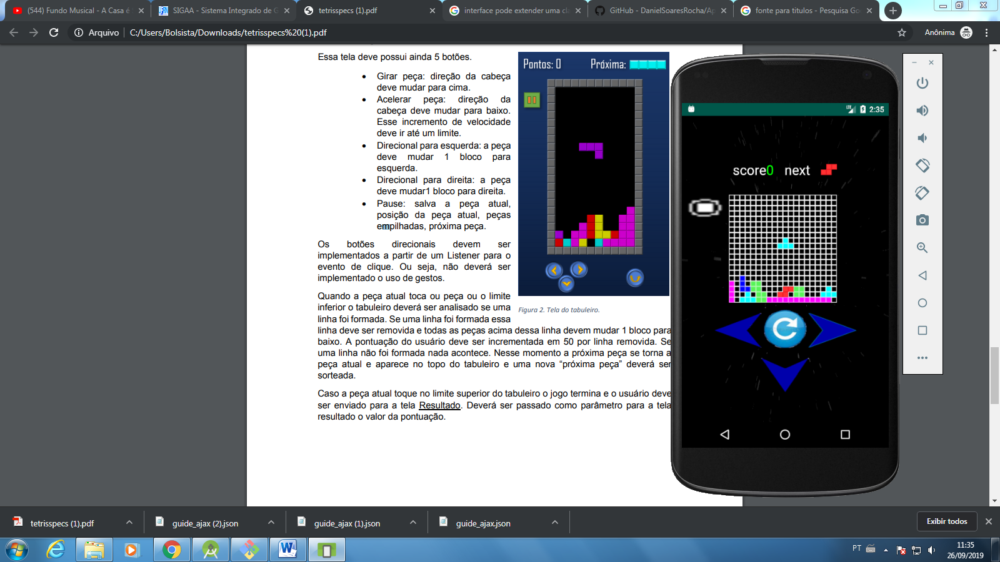 (544) Fundo Musical - A Casa é
SIGAA - Sistema Integrado de G
tetrisspecs (1).pdf
interface pode extender uma cla
GitHub - DanielSoaresRocha/Ap
fonte para titulos - Pesquisa Goo
Arquivo
C:/Users/Bolsista/Downloads/tetrisspecs%20(1).pdf
Anônima
Essa tela deve possui ainda 5 botões.
• Girar peça: direção da cabeça
deve mudar para cima.
• Acelerar peça: direção da
cabeça deve mudar para baixo.
Esse incremento de velocidade
deve ir até um limite.
• Direcional para esquerda: a peça
deve mudar 1 bloco para
esquerda.
• Direcional para direita: a peça
deve mudar1 bloco para direita.
• Pause: salva a peça atual,
posição da peça atual, peças
empilhadas, próxima peça.
Os botões direcionais devem ser
implementados a partir de um Listener para o
evento de clique. Ou seja, não deverá ser
implementado o uso de gestos.
Quando a peça atual toca ou peça ou o limite
inferior o tabuleiro deverá ser analisado se uma
linha foi formada. Se uma linha foi formada essa
linha deve ser removida e todas as peças acima dessa linha devem mudar 1 bloco para
baixo. A pontuação do usuário deve ser incrementada em 50 por linha removida. Se
uma linha não foi formada nada acontece. Nesse momento a próxima peça se torna a
peça atual e aparece no topo do tabuleiro e uma nova “próxima peça” deverá ser
sorteada.
Caso a peça atual toque no limite superior do tabuleiro o jogo termina e o usuário deve
ser enviado para a tela Resultado. Deverá ser passado como parâmetro para a tela
resultado o valor da pontuação.
Pontos: 0 Próxima:
Figura 2. Tela do tabuleiro.
LTE 2:35
score0 next
tetrisspecs (1).pdf
guide_ajax (2).json
guide_ajax (1).json
guide_ajax.json
Exibir todos
PT
11:35
26/09/2019